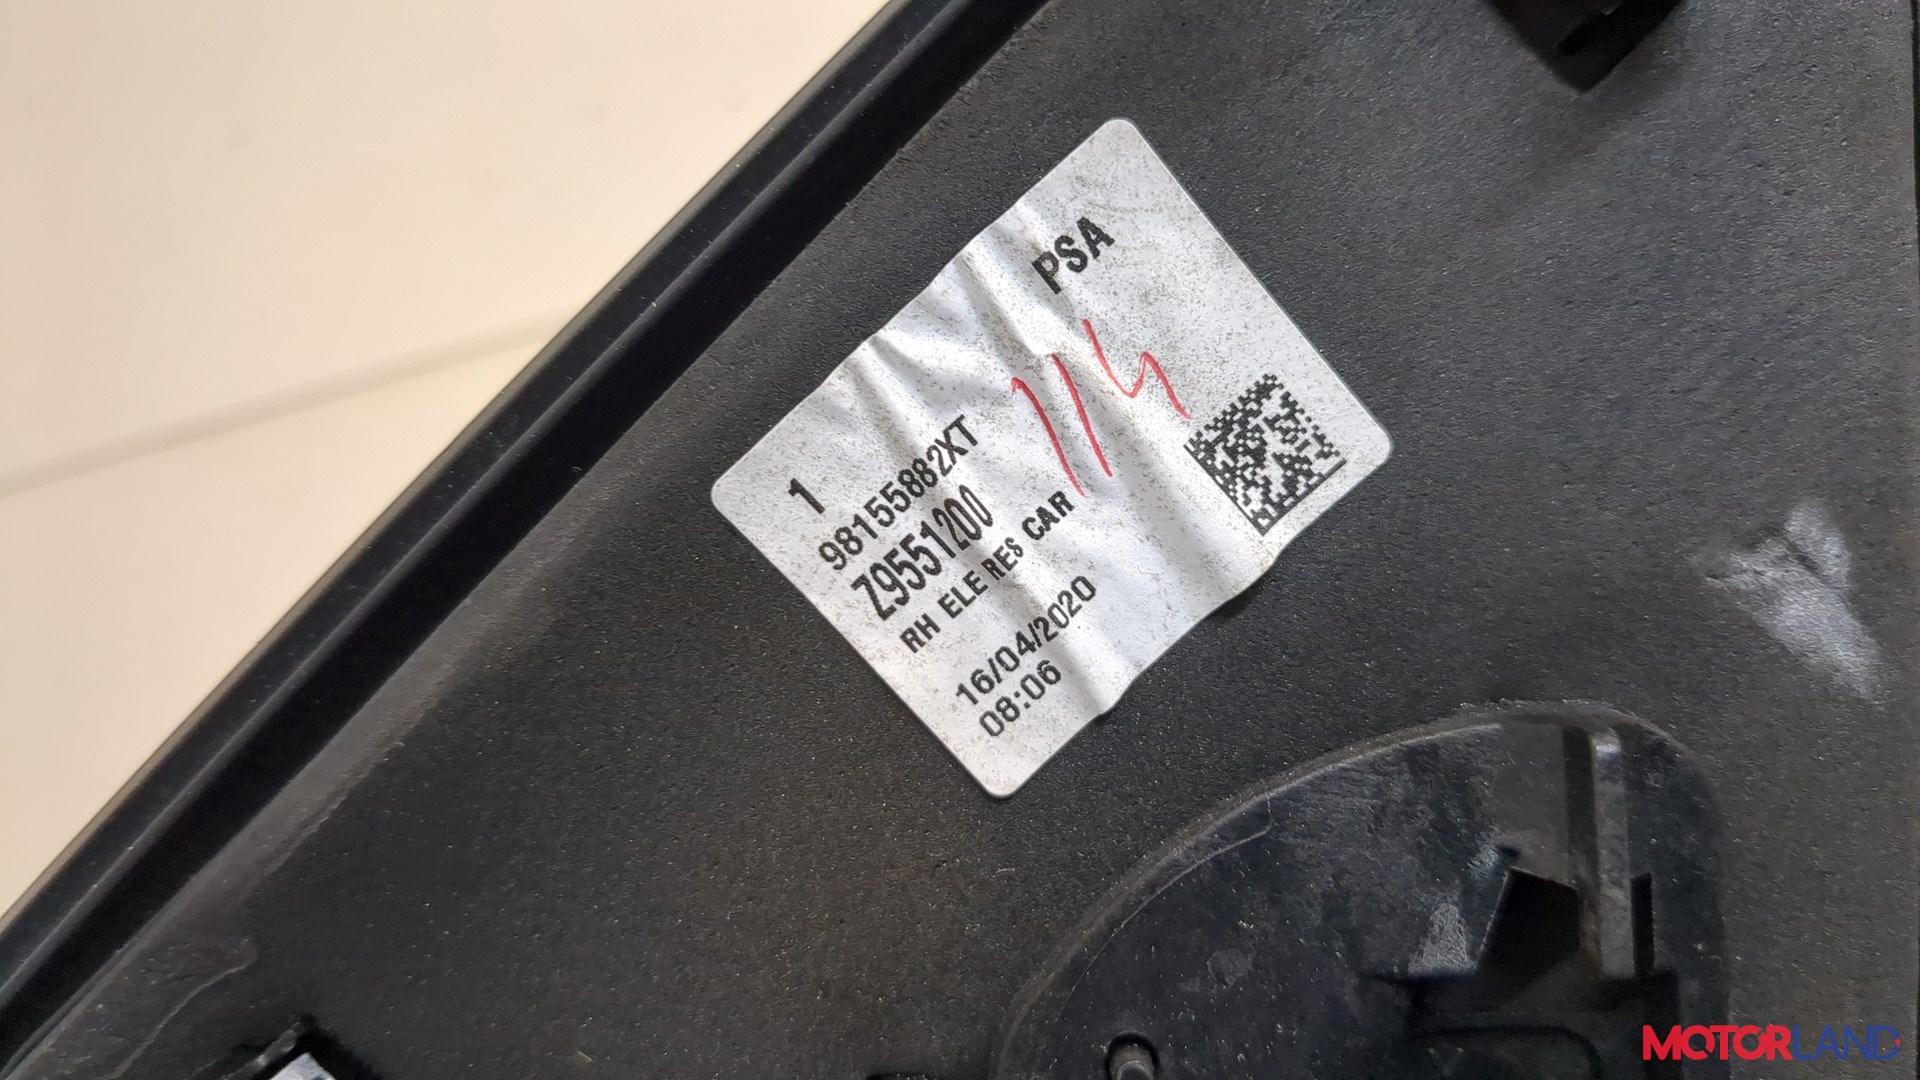 PSA
114
1
98155882XT
Z9551200
RH ELE RES CAR
16/04/2020
08:06
MOTORLAND